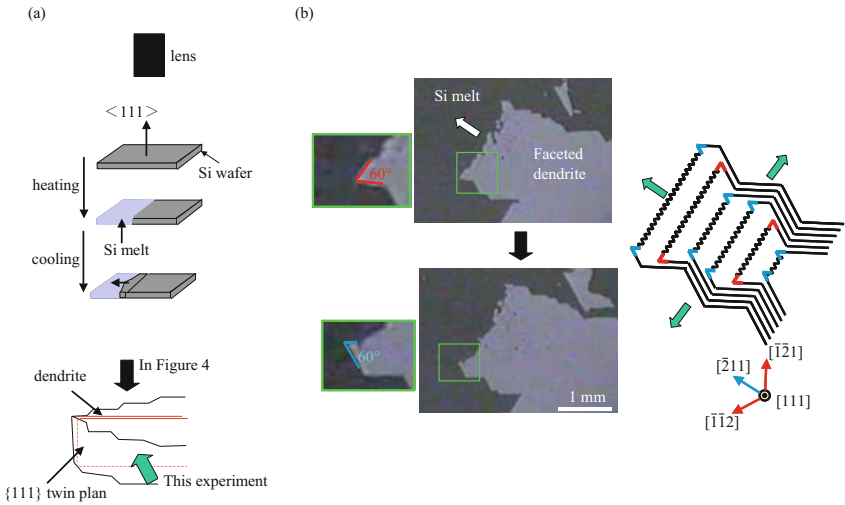 (a)
lens
<111>
Si wafer
heating
Si melt
cooling
In Figure 4
dendrite
This experiment
{111} twin plan
(b)
Si melt
Faceted
dendrite
60°
60°
1 mm
[1̅2̅1]
[2̅11]
[111]
[1̅1̅2]